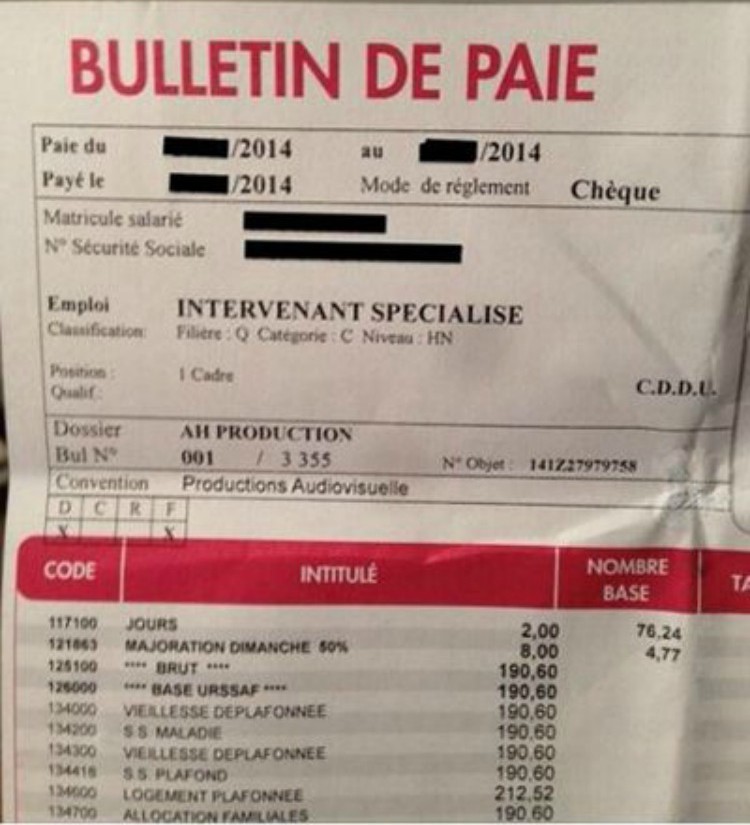 BULLETIN DE PAIE
Paie du /2014 au /2014
Payé le /2014 Mode de réglement Chèque
Matricule salarié
N° Sécurité Sociale
Emploi INTERVENANT SPECIALISE
Classification: Filière : Q Catégorie : C Niveau : HN
Position : 1 Cadre
Qualif. C.D.D.U.
Dossier AH PRODUCTION
Bul N° 001 / 3 355 N° Objet : 141Z27979758
Convention Productions Audiovisuelle
D C R F
X X
CODE INTITULÉ NOMBRE BASE TA
117100 JOURS 2,00 76,24
121863 MAJORATION DIMANCHE 50% 8,00 4,77
125100 **** BRUT **** 190,60
126000 **** BASE URSSAF **** 190,60
134000 VIEILLESSE DEPLAFONNEE 190,60
134200 S.S. MALADIE 190,60
134300 VIEILLESSE DEPLAFONNEE 190,60
134416 S.S. PLAFOND 190,60
134600 LOGEMENT PLAFONNEE 212,52
134700 ALLOCATION FAMILIALES 190,60